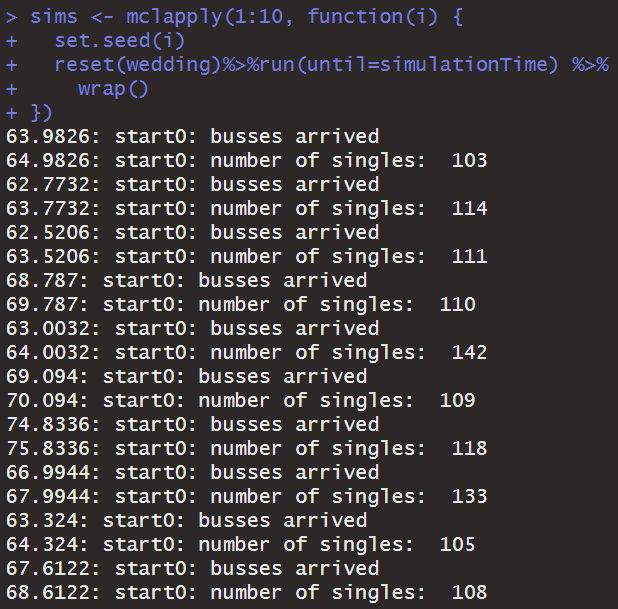 > sims <- mclapply(1:10, function(i) {
+   set.seed(i)
+   reset(wedding)%>%run(until=simulationTime) %>%
+     wrap()
+ })
63.9826: start0: busses arrived
64.9826: start0: number of singles:  103
62.7732: start0: busses arrived
63.7732: start0: number of singles:  114
62.5206: start0: busses arrived
63.5206: start0: number of singles:  111
68.787: start0: busses arrived
69.787: start0: number of singles:  110
63.0032: start0: busses arrived
64.0032: start0: number of singles:  142
69.094: start0: busses arrived
70.094: start0: number of singles:  109
74.8336: start0: busses arrived
75.8336: start0: number of singles:  118
66.9944: start0: busses arrived
67.9944: start0: number of singles:  133
63.324: start0: busses arrived
64.324: start0: number of singles:  105
67.6122: start0: busses arrived
68.6122: start0: number of singles:  108